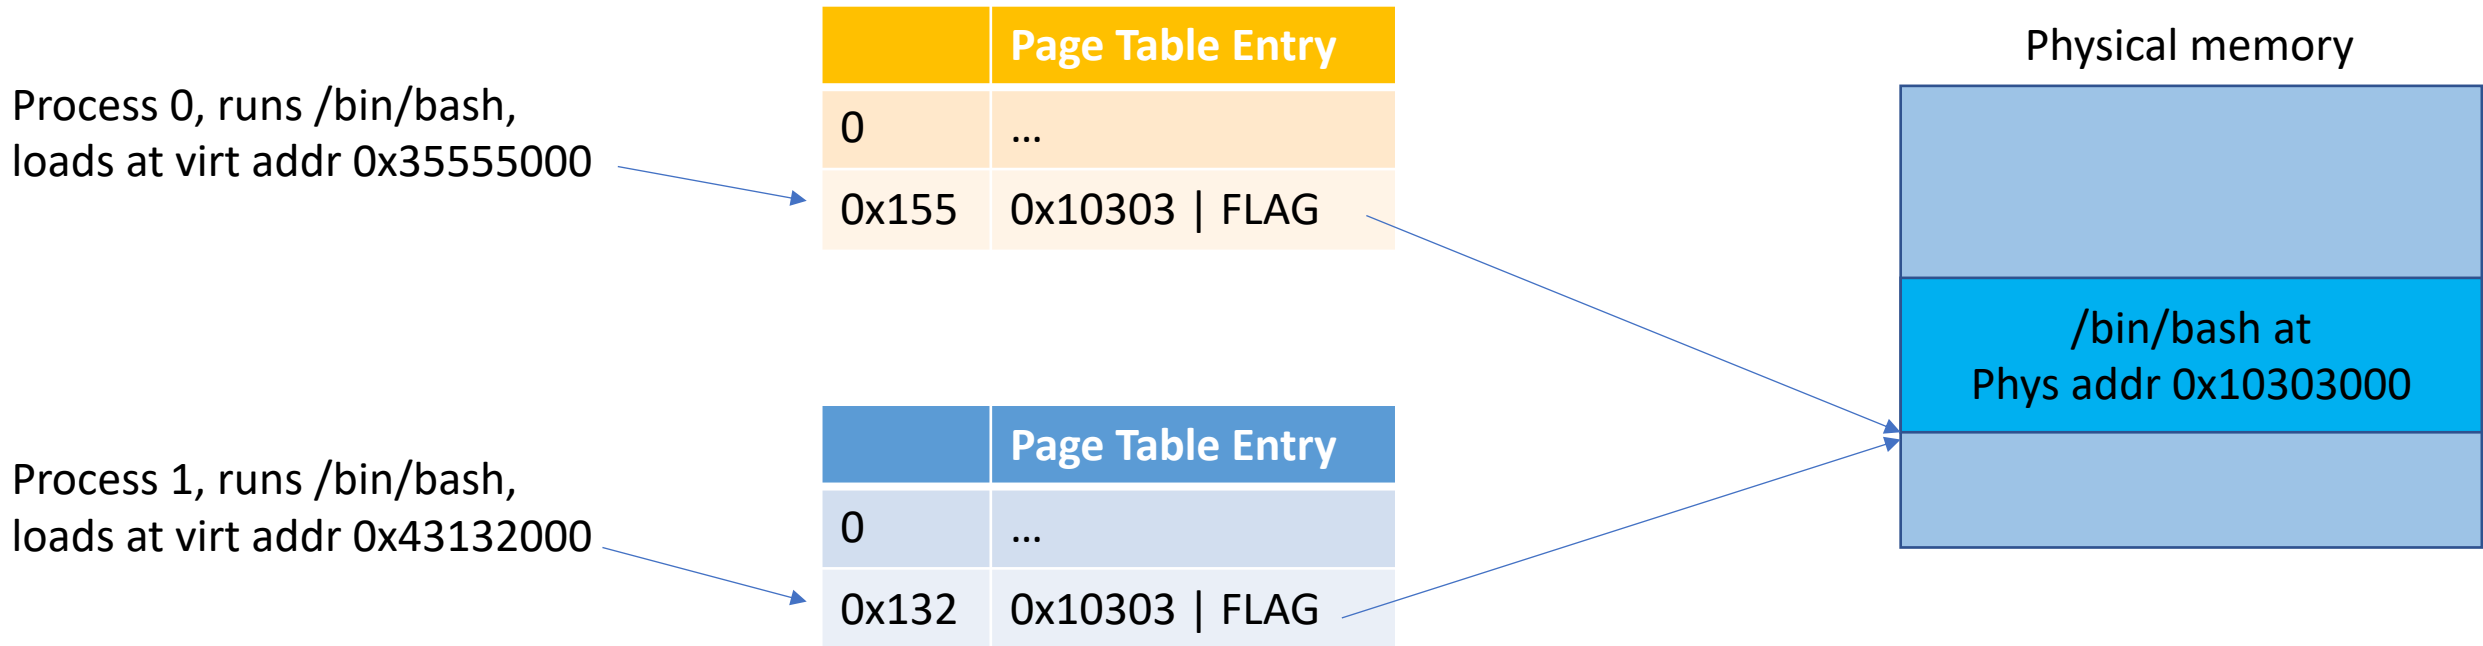 Process 0, runs /bin/bash,
loads at virt addr 0x35555000
Page Table Entry
0 …
0x155 0x10303 | FLAG
Physical memory
/bin/bash at
Phys addr 0x10303000
Process 1, runs /bin/bash,
loads at virt addr 0x43132000
Page Table Entry
0 …
0x132 0x10303 | FLAG